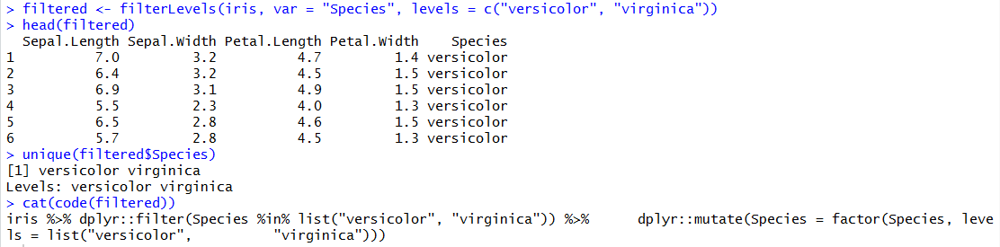 > filtered <- filterLevels(iris, var = "Species", levels = c("versicolor", "virginica"))
> head(filtered)
  Sepal.Length Sepal.Width Petal.Length Petal.Width    Species
1          7.0         3.2          4.7         1.4 versicolor
2          6.4         3.2          4.5         1.5 versicolor
3          6.9         3.1          4.9         1.5 versicolor
4          5.5         2.3          4.0         1.3 versicolor
5          6.5         2.8          4.6         1.5 versicolor
6          5.7         2.8          4.5         1.3 versicolor
> unique(filtered$Species)
[1] versicolor virginica
Levels: versicolor virginica
> cat(code(filtered))
iris %>% dplyr::filter(Species %in% list("versicolor", "virginica")) %>%      dplyr::mutate(Species = factor(Species, leve
ls = list("versicolor",          "virginica")))